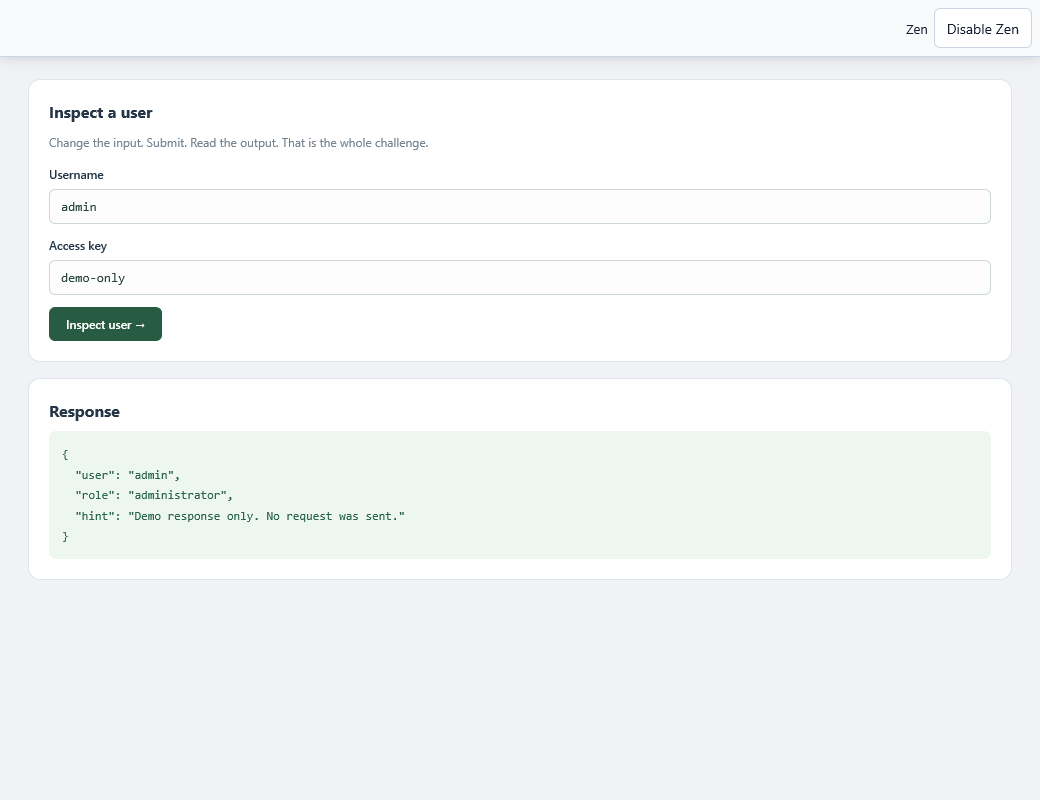 Zen
Disable Zen
Inspect a user
Change the input. Submit. Read the output. That is the whole challenge.
Username
admin
Access key
demo-only
Inspect user →
Response
{
  "user": "admin",
  "role": "administrator",
  "hint": "Demo response only. No request was sent."
}